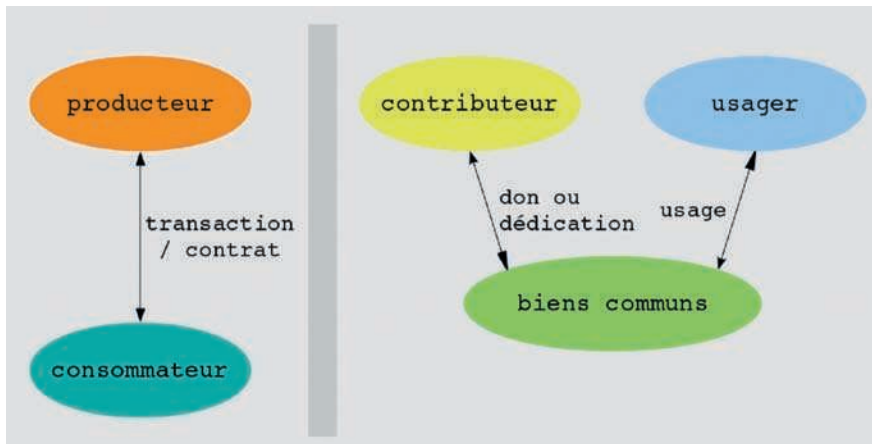 producteur
transaction
/ contrat
consommateur
contributeur
usager
don ou
dédication
usage
biens communs